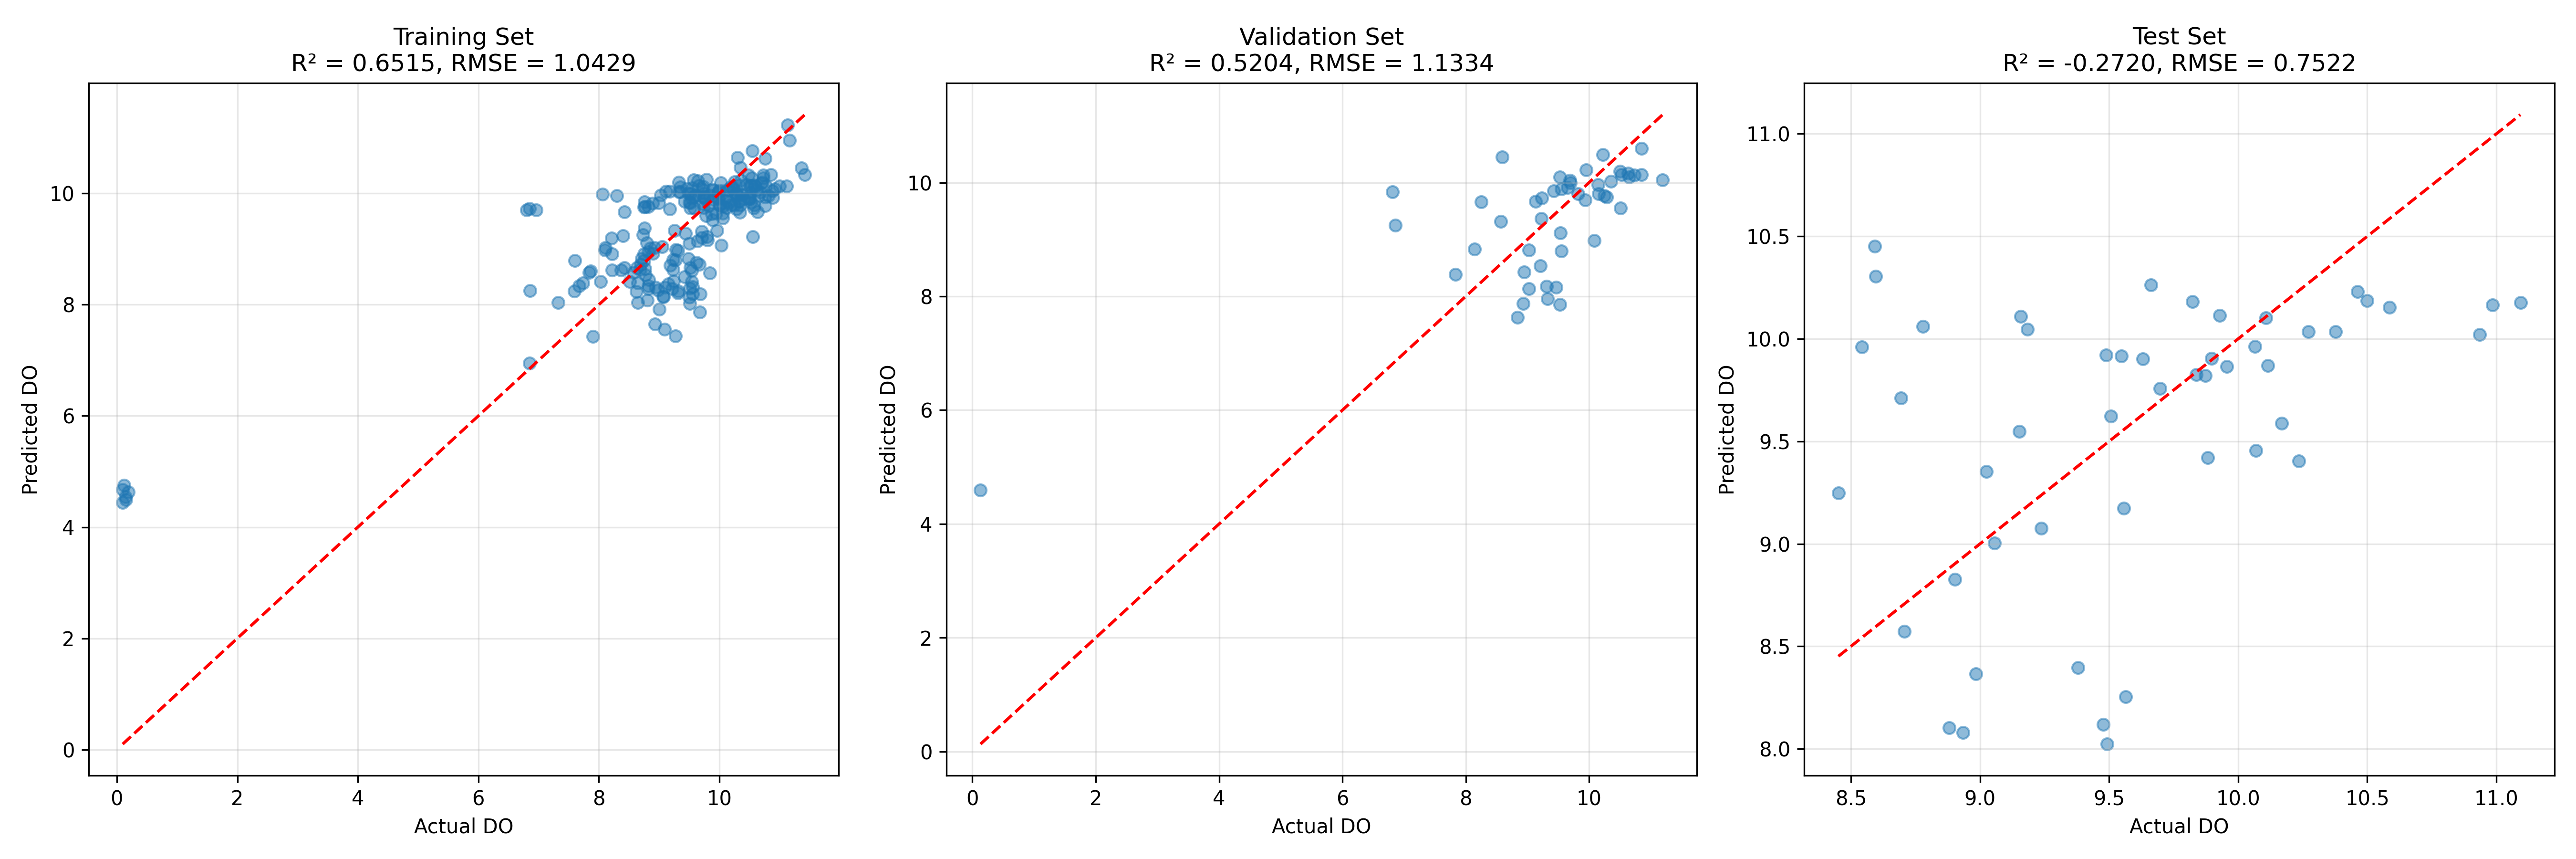 Training Set
R² = 0.6515, RMSE = 1.0429
Predicted DO
10
8
6
4
2
0
0 2 4 6 8 10
Actual DO
Validation Set
R² = 0.5204, RMSE = 1.1334
Predicted DO
10
8
6
4
2
0
0 2 4 6 8 10
Actual DO
Test Set
R² = -0.2720, RMSE = 0.7522
Predicted DO
11.0
10.5
10.0
9.5
9.0
8.5
8.0
8.5 9.0 9.5 10.0 10.5 11.0
Actual DO